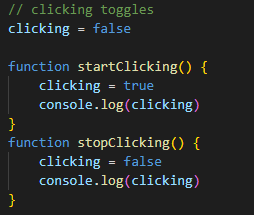 // clicking toggles
clicking = false

function startClicking() {
    clicking = true
    console.log(clicking)
}
function stopClicking() {
    clicking = false
    console.log(clicking)
}